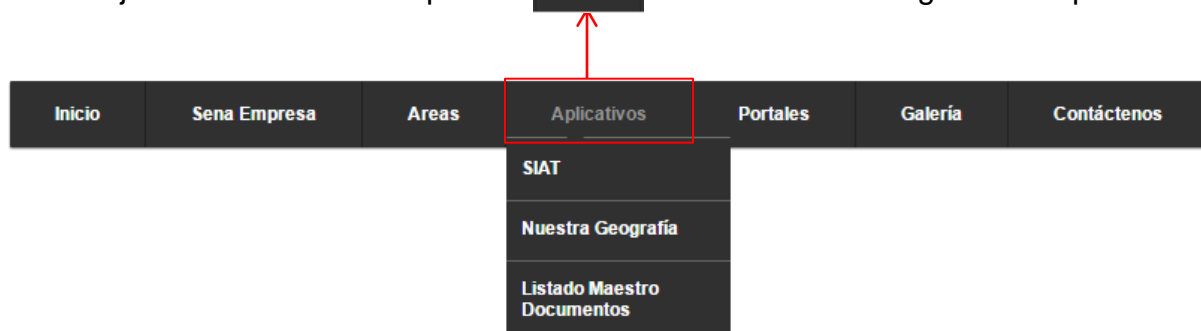 Inicio Sena Empresa Areas Aplicativos Portales Galería Contáctenos
SIAT
Nuestra Geografía
Listado Maestro
Documentos